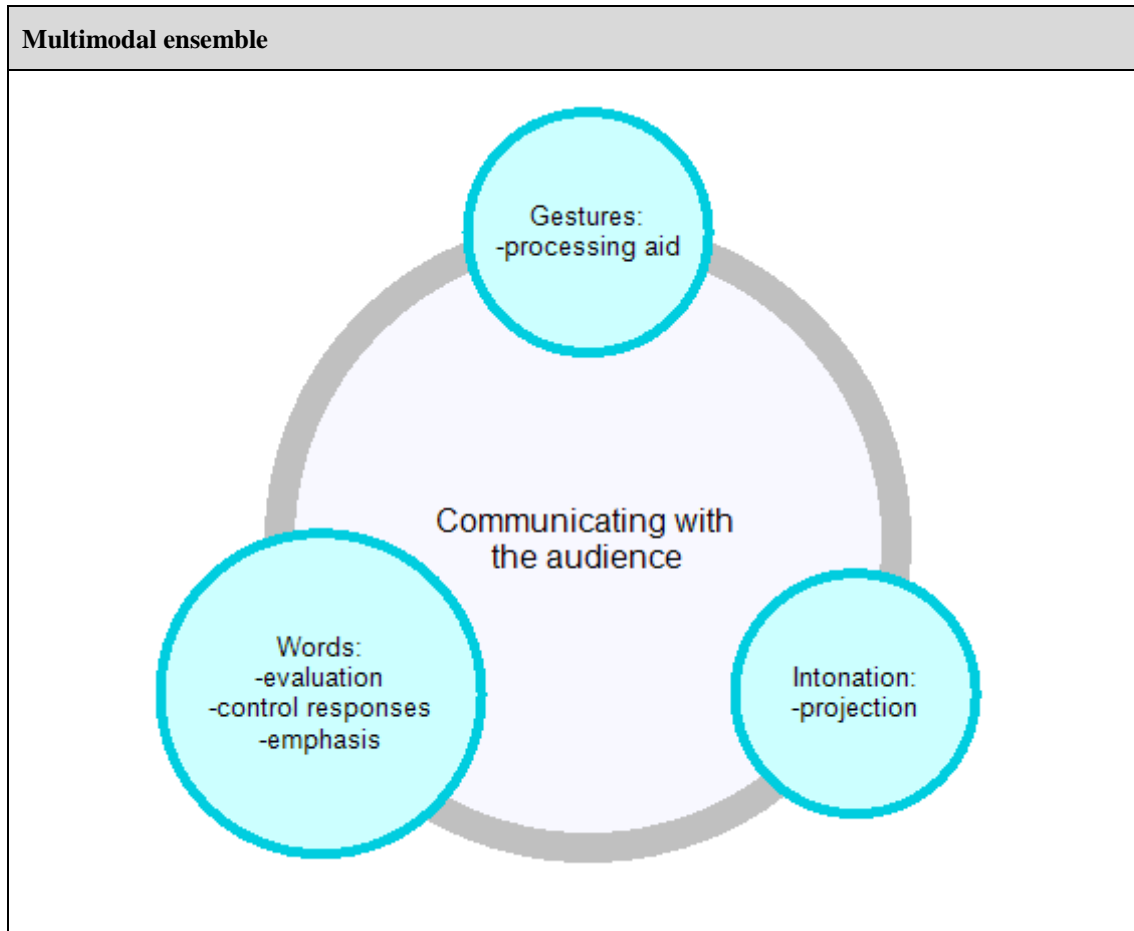 Multimodal ensemble
Gestures:
-processing aid
Communicating with
the audience
Words:
-evaluation
-control responses
-emphasis
Intonation:
-projection